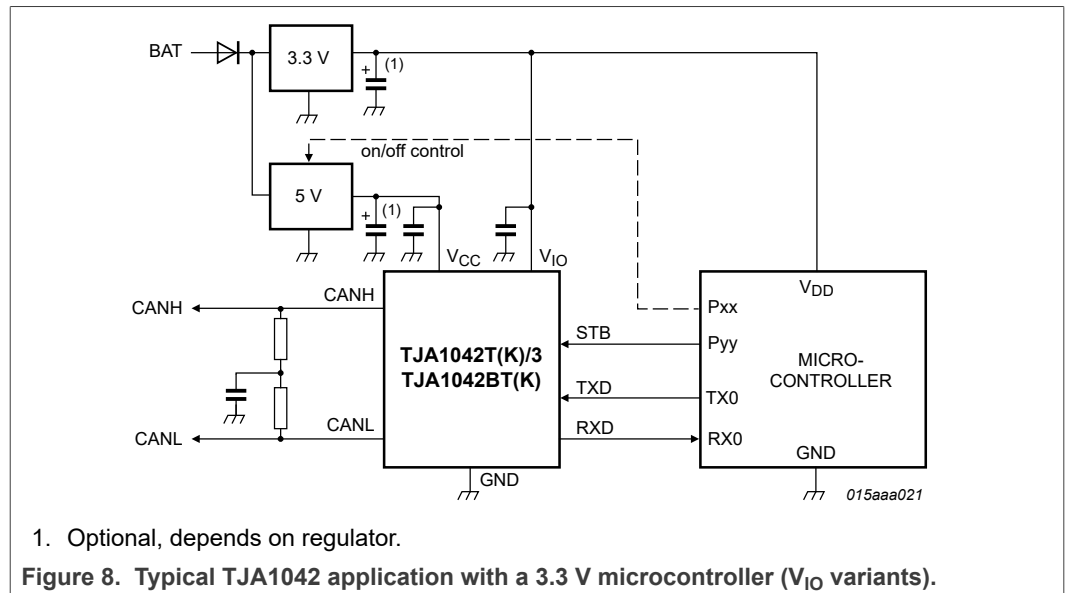 BAT
3.3 V
+
(1)
on/off control
5 V
+
(1)
VCC
VIO
CANH
CANH
CANL
CANL
TJA1042T(K)/3
TJA1042BT(K)
GND
STB
TXD
RXD
VDD
Pxx
Pyy
TX0
RX0
MICRO-
CONTROLLER
GND
015aaa021
1. Optional, depends on regulator.
Figure 8. Typical TJA1042 application with a 3.3 V microcontroller (VIO variants).